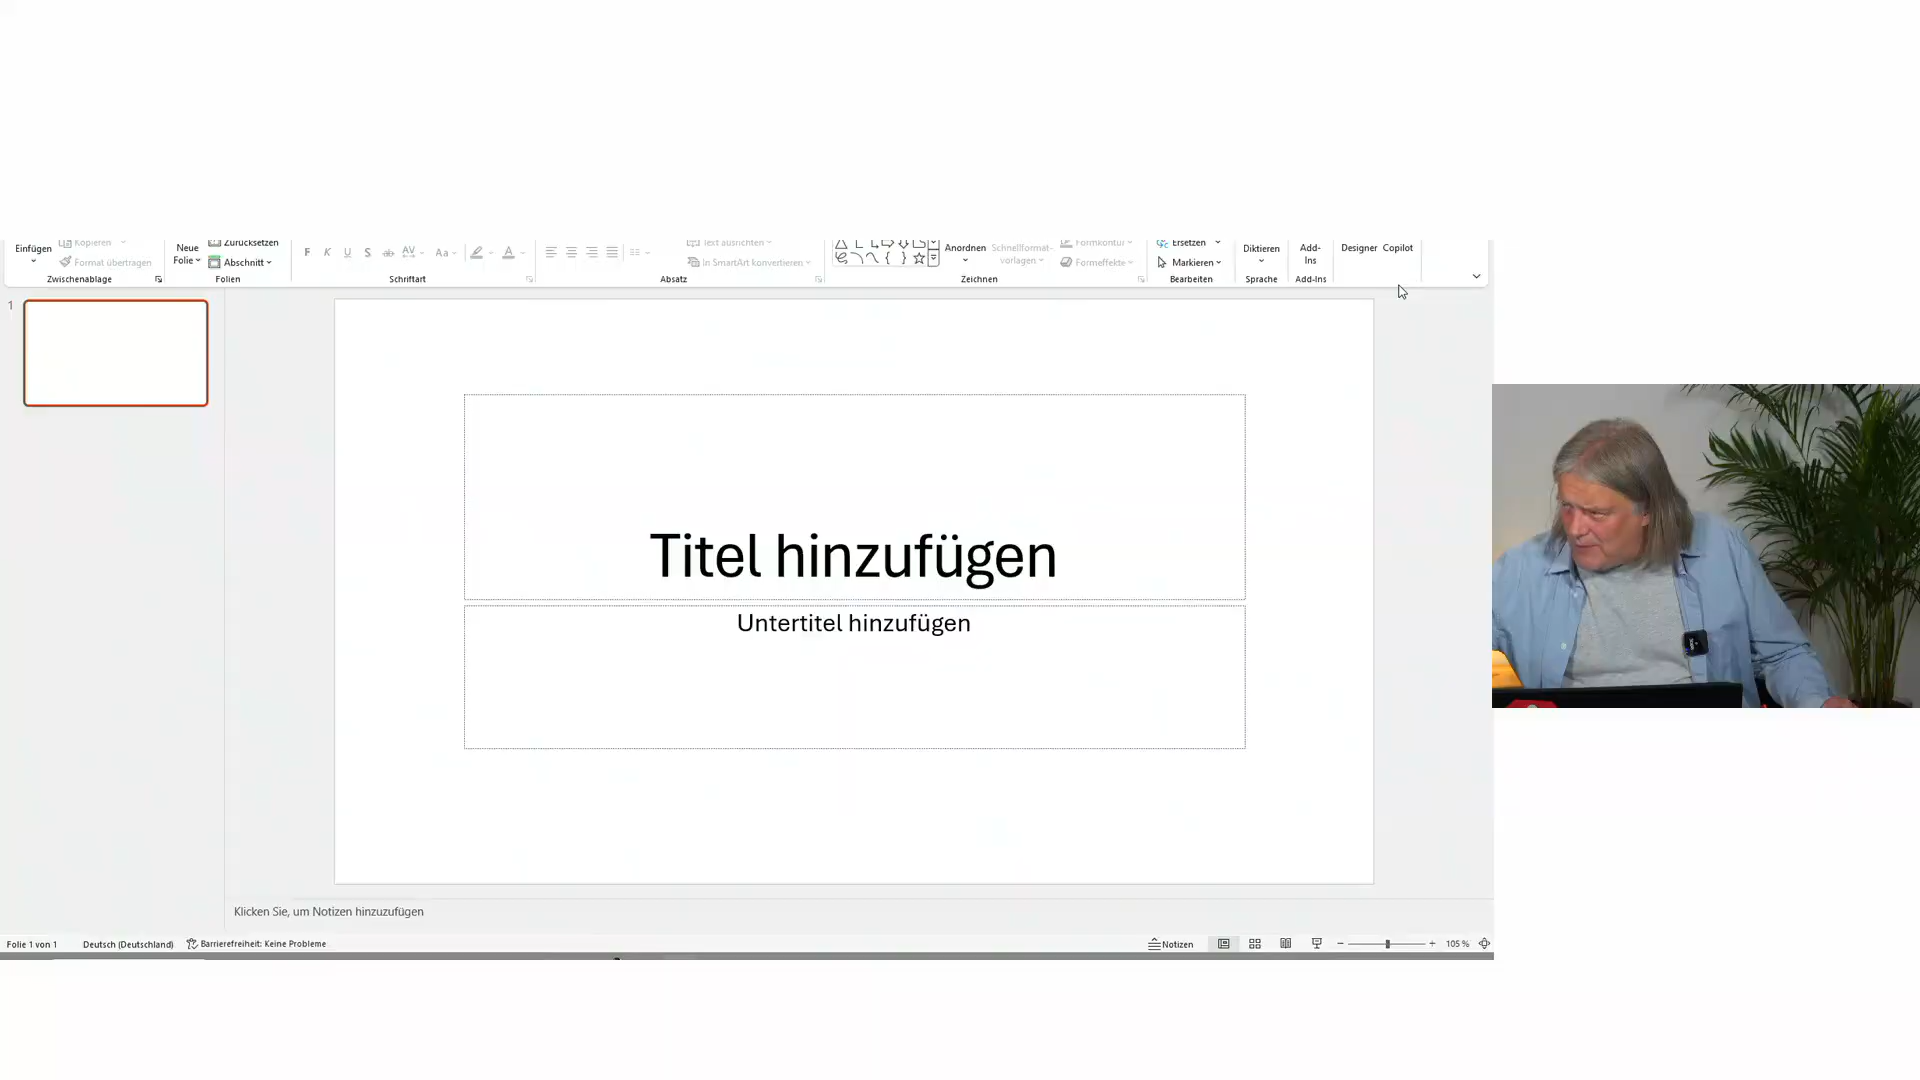 Einfügen
Kopieren
Format übertragen
Zwischenablage
Neue
Folie
Zurücksetzen
Abschnitt
Folien
F K U S ab AV Aa A
Schriftart
Text ausrichten
In SmartArt konvertieren
Absatz
Anordnen
Schnellformat-
vorlagen
Formkontur
Formeffekte
Zeichnen
Ersetzen
Markieren
Bearbeiten
Diktieren
Sprache
Add-
Ins
Add-Ins
Designer
Copilot
1
Titel hinzufügen
Untertitel hinzufügen
Klicken Sie, um Notizen hinzuzufügen
Folie 1 von 1
Deutsch (Deutschland)
Barrierefreiheit: Keine Probleme
Notizen
105 %